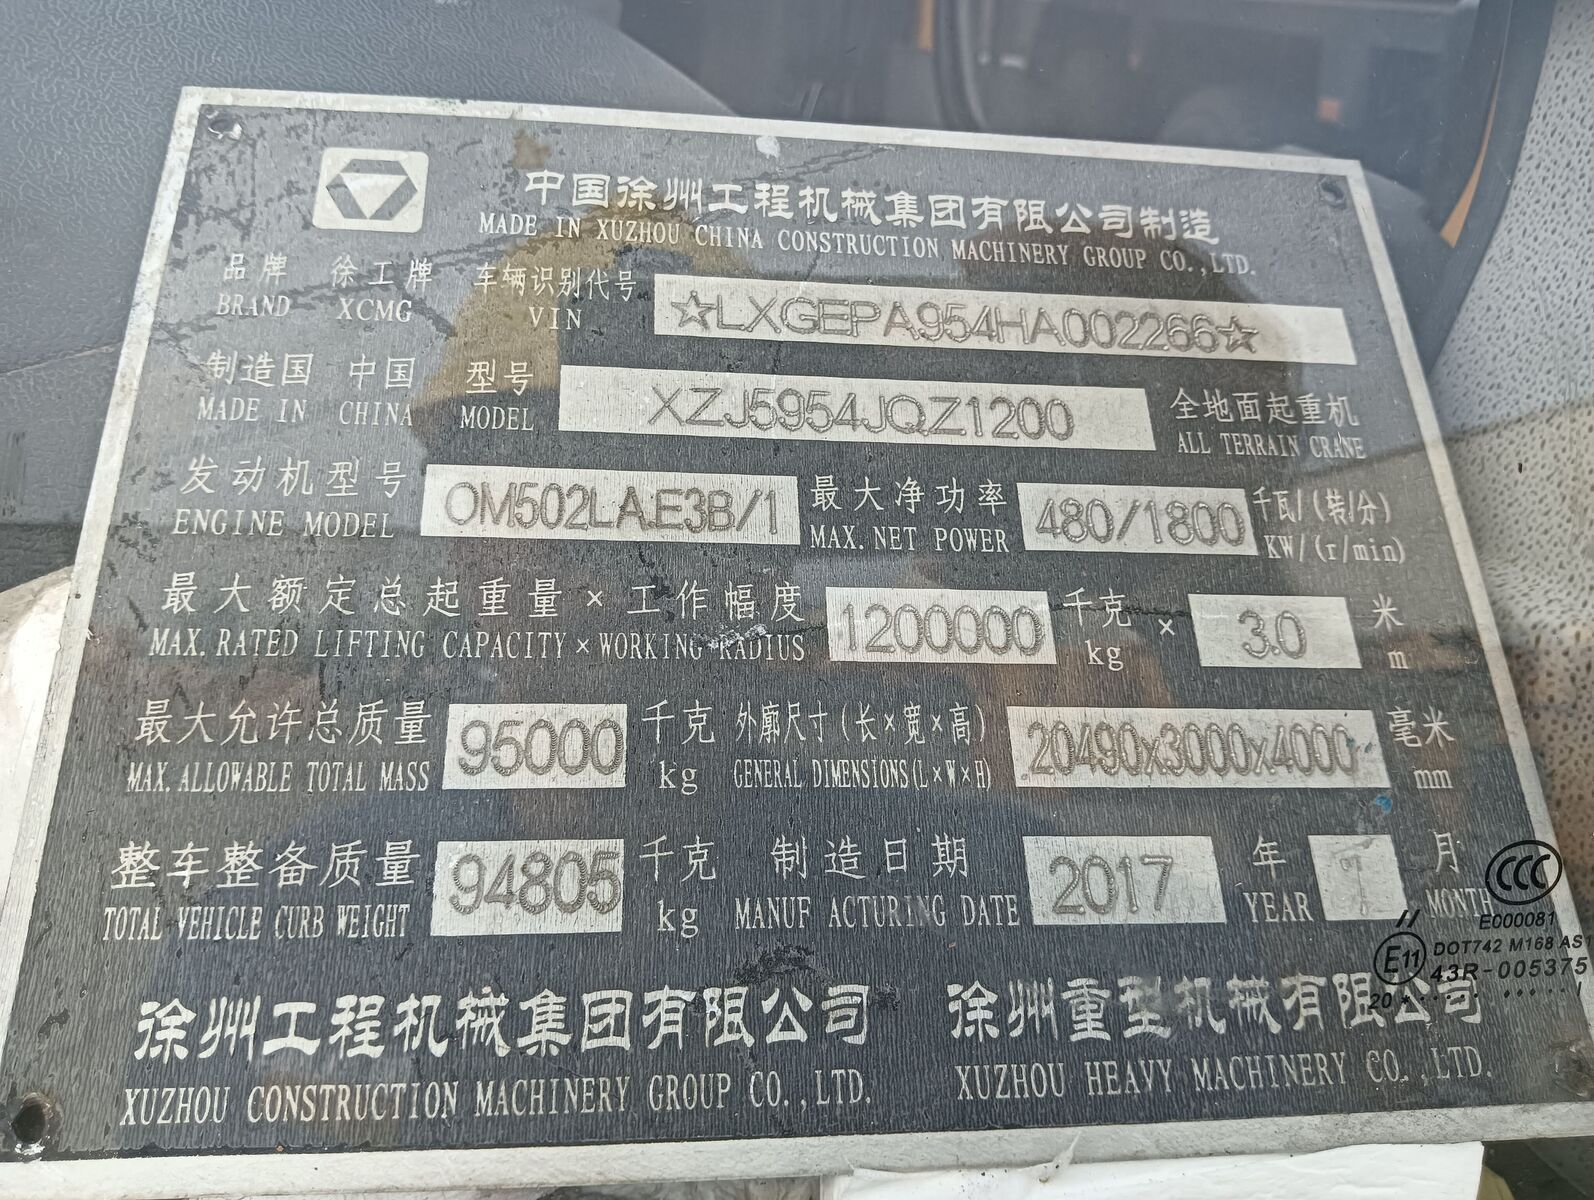 中国徐州工程机械集团有限公司制造
MADE IN XUZHOU CHINA CONSTRUCTION MACHINERY GROUP CO.,LTD.
品牌 徐工牌 车辆识别代号 ☆LXGEPA954HA002266☆
BRAND XCMG VIN
制造国 中国 型号 XZJ5954JQZ1200 全地面起重机
MADE IN CHINA MODEL ALL TERRAIN CRANE
发动机型号 OM502LA.E3B/1 最大净功率 480/1800 千瓦/(转/分)
ENGINE MODEL MAX. NET POWER KW/(r/min)
最大额定总起重量×工作幅度 1200000 千克 × 3.0 米
MAX. RATED LIFTING CAPACITY×WORKING RADIUS kg m
最大允许总质量 95000 千克 外廓尺寸(长×宽×高) 20490x3000x4000 毫米
MAX. ALLOWABLE TOTAL MASS kg GENERAL DIMENSIONS(L×W×H) mm
整车整备质量 94805 千克 制造日期 2017 年 7 月
TOTAL VEHICLE CURB WEIGHT kg MANUF ACTURING DATE YEAR MONTH
CCC
E000081
E11 DOT742 M168 AS1
43R-005375
20
徐州工程机械集团有限公司 徐州重型机械有限公司
XUZHOU CONSTRUCTION MACHINERY GROUP CO.,LTD. XUZHOU HEAVY MACHINERY CO.,LTD.